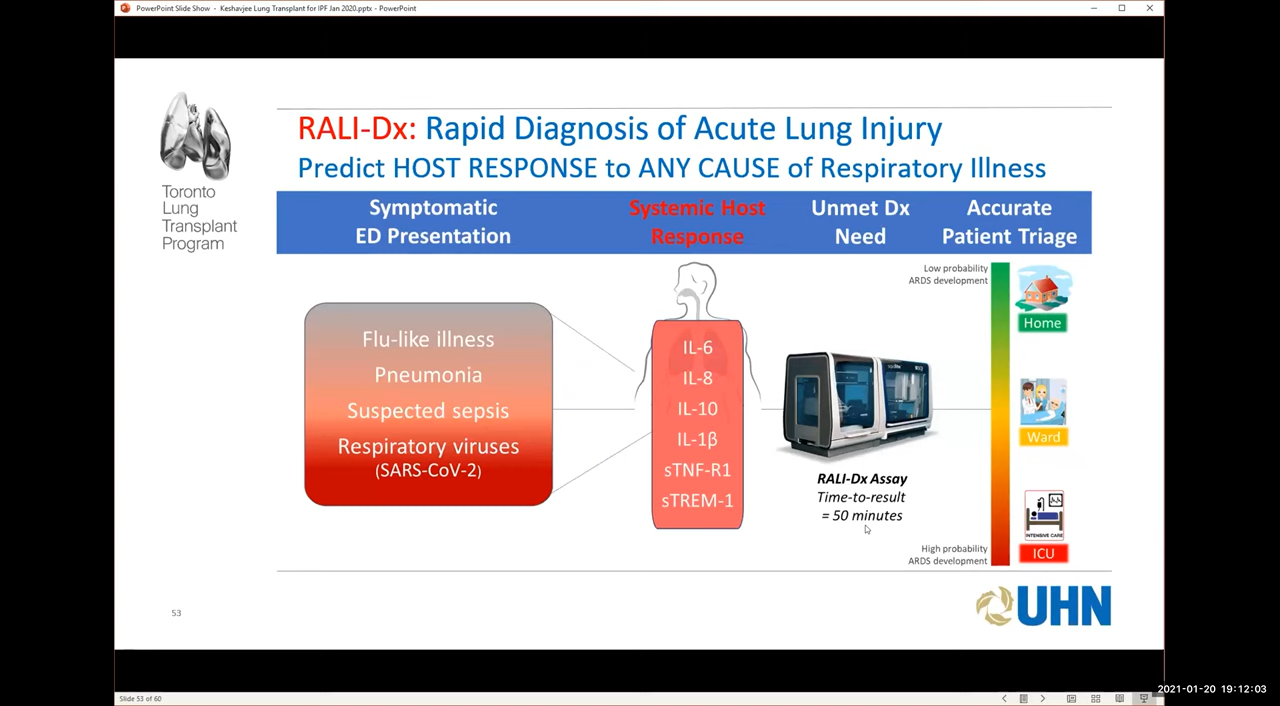 PowerPoint Slide Show - Keshavjee Lung Transplant for IPF Jan 2020.pptx - PowerPoint
Toronto
Lung
Transplant
Program
RALI-Dx: Rapid Diagnosis of Acute Lung Injury
Predict HOST RESPONSE to ANY CAUSE of Respiratory Illness
Symptomatic
ED Presentation
Systemic Host
Response
Unmet Dx
Need
Accurate
Patient Triage
Flu-like illness
Pneumonia
Suspected sepsis
Respiratory viruses
(SARS-CoV-2)
IL-6
IL-8
IL-10
IL-1β
sTNF-R1
sTREM-1
RALI-Dx Assay
Time-to-result
= 50 minutes
Low probability
ARDS development
High probability
ARDS development
Home
Ward
INTENSIVE CARE
ICU
53
UHN
Slide 53 of 60
2021-01-20 19:12:03